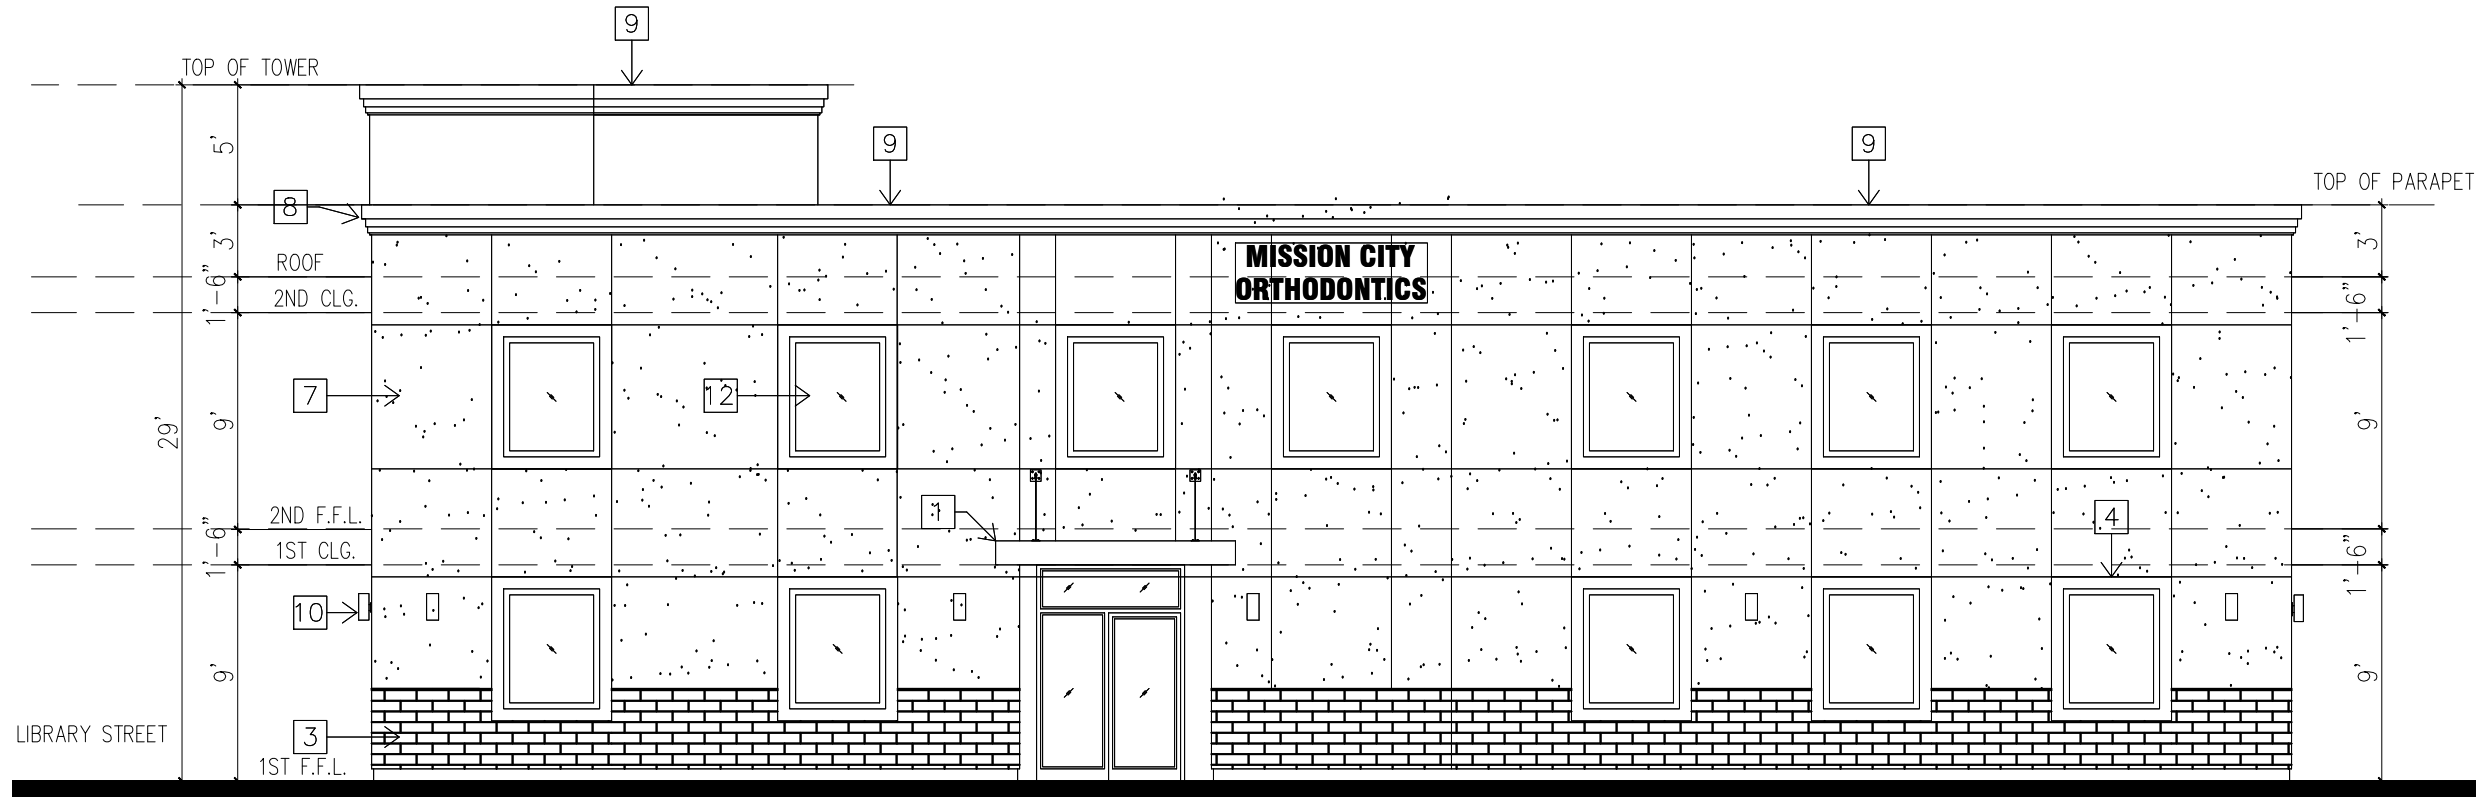 9
TOP OF TOWER
5'
9
9
TOP OF PARAPET
8
3'
3'
ROOF
MISSION CITY
ORTHODONTICS
1'-6"
2ND CLG.
1'-6"
7
12
29'
9'
9'
2ND F.F.L.
1
4
1'-6"
1ST CLG.
1'-6"
10
9'
9'
LIBRARY STREET
3
1ST F.F.L.